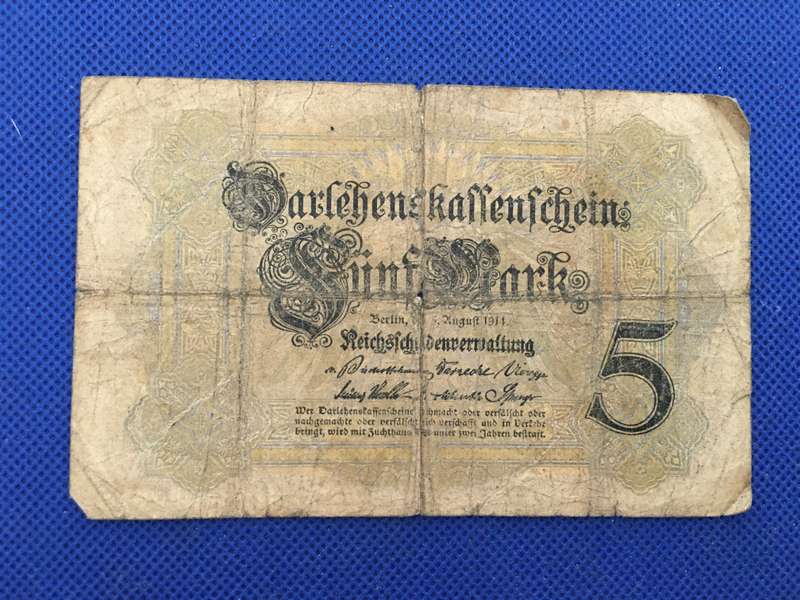 Darlehenskassenschein
Fünf Mark
Berlin, August 1914
Reichsschuldenverwaltung
Wer Darlehenskassenscheine nachmacht oder verfälscht oder
nachgemachte oder verfälschte sich verschafft und in Verkehr
bringt, wird mit Zuchthaus nicht unter zwei Jahren bestraft.
5